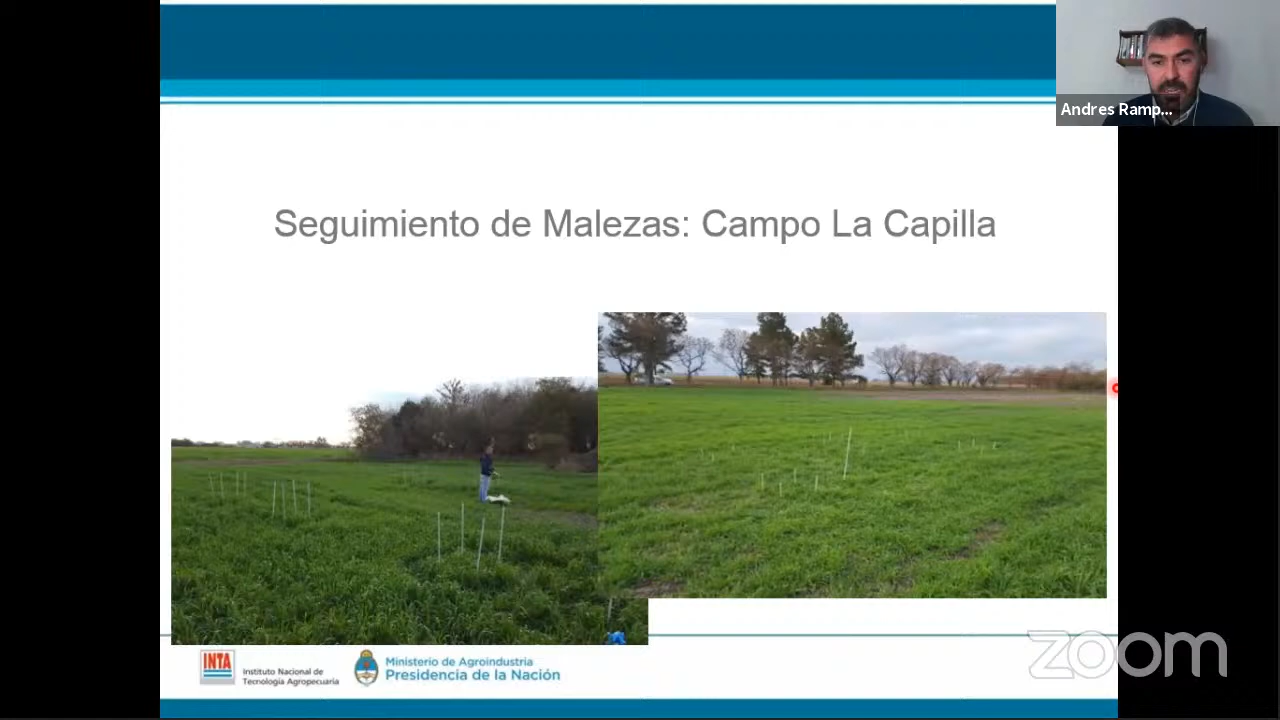 Andres Ramp...
Seguimiento de Malezas: Campo La Capilla
INTA
Instituto Nacional de
Tecnología Agropecuaria
Ministerio de Agroindustria
Presidencia de la Nación
zoom